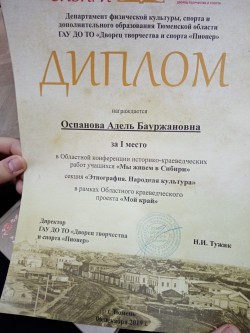 Департамент физической культуры, спорта и
дополнительного образования Тюменской области
ГАУ ДО ТО «Дворец творчества и спорта «Пионер»
ДИПЛОМ
награждается
Оспанова Адель Бауржановна
за I место
в Областной конференции историко-краеведческих
работ учащихся «Мы живем в Сибири»
секция «Этнография. Народная культура»
в рамках Областного краеведческого
проекта «Мой край»
Директор
ГАУ ДО ТО «Дворец творчества
и спорта «Пионер»
Н.И. Тужик
Тюмень
2019 г.